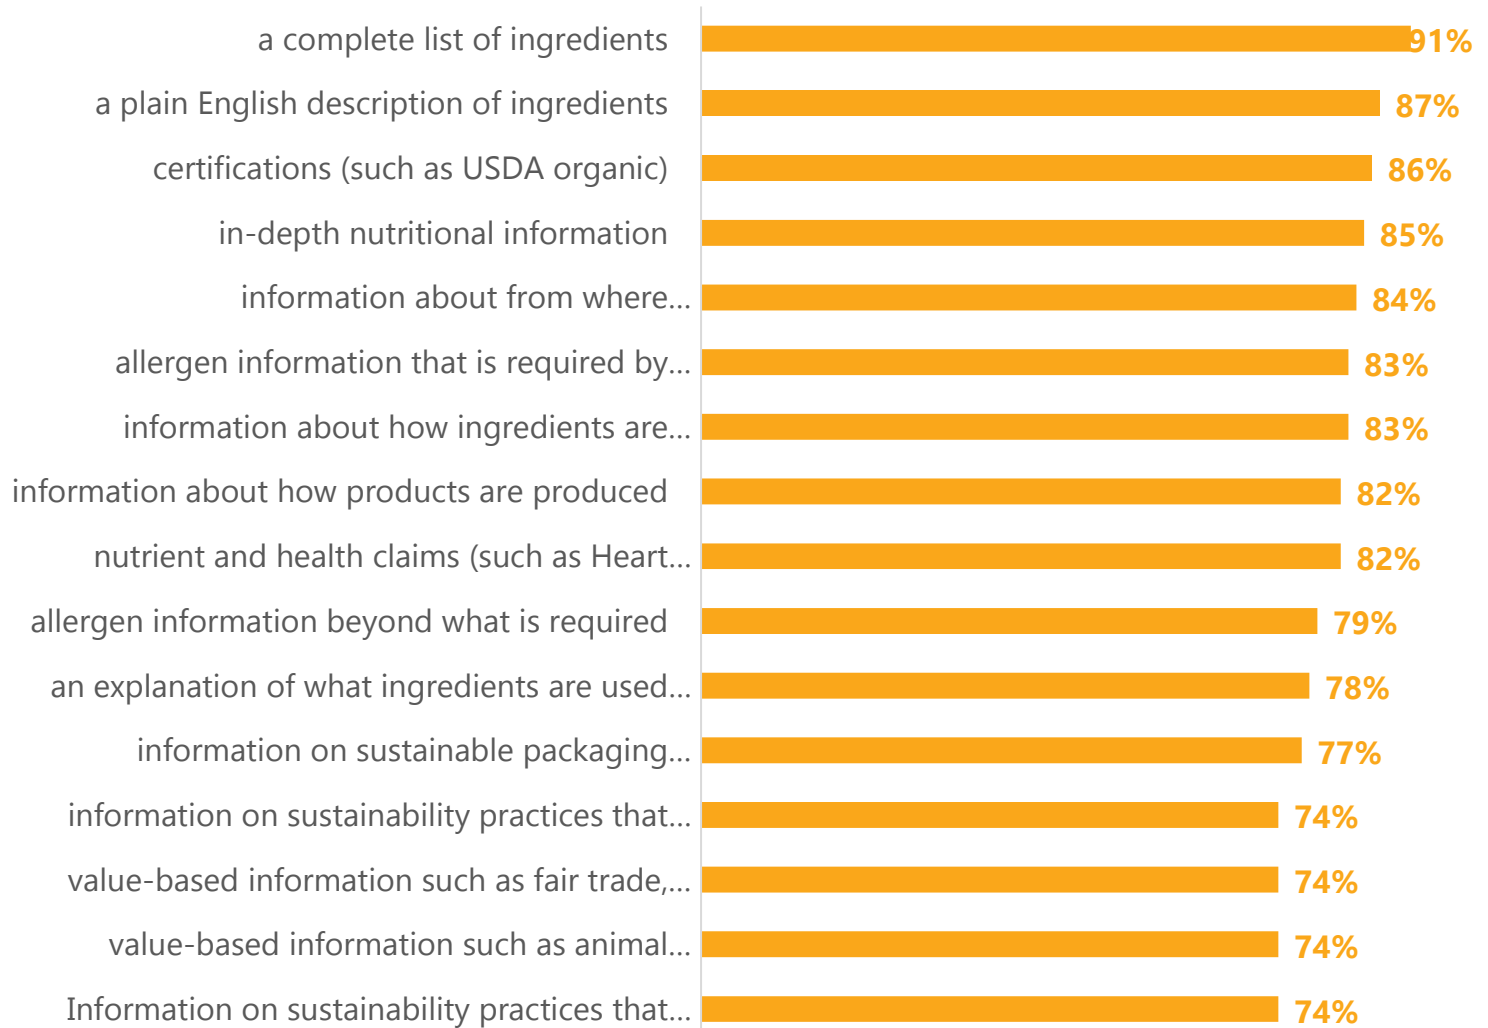 a complete list of ingredients 91%
a plain English description of ingredients 87%
certifications (such as USDA organic) 86%
in-depth nutritional information 85%
information about from where... 84%
allergen information that is required by... 83%
information about how ingredients are... 83%
information about how products are produced 82%
nutrient and health claims (such as Heart... 82%
allergen information beyond what is required 79%
an explanation of what ingredients are used... 78%
information on sustainable packaging... 77%
information on sustainability practices that... 74%
value-based information such as fair trade,... 74%
value-based information such as animal... 74%
Information on sustainability practices that... 74%